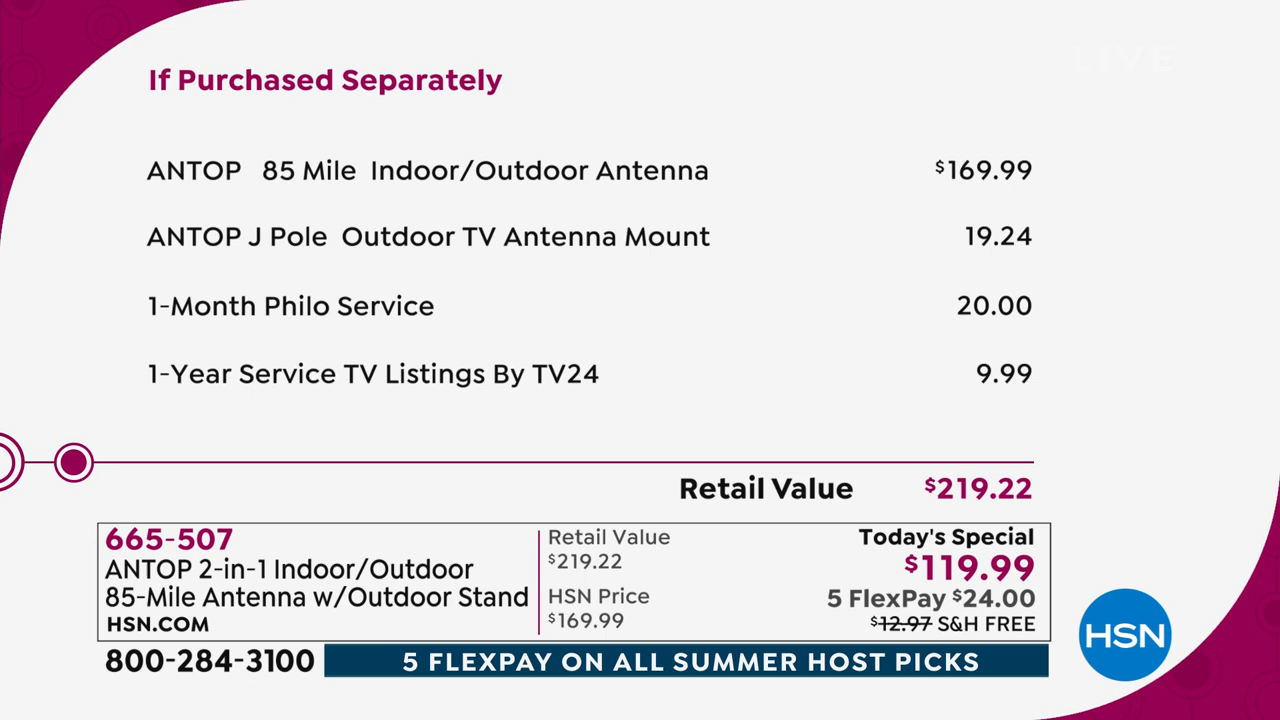 LIVE
If Purchased Separately
ANTOP 85 Mile Indoor/Outdoor Antenna $169.99
ANTOP J Pole Outdoor TV Antenna Mount 19.24
1-Month Philo Service 20.00
1-Year Service TV Listings By TV24 9.99
Retail Value $219.22
665-507
ANTOP 2-in-1 Indoor/Outdoor
85-Mile Antenna w/Outdoor Stand
HSN.COM
Retail Value
$219.22
HSN Price
$169.99
Today's Special
$119.99
5 FlexPay $24.00
$12.97 S&H FREE
HSN
800-284-3100
5 FLEXPAY ON ALL SUMMER HOST PICKS